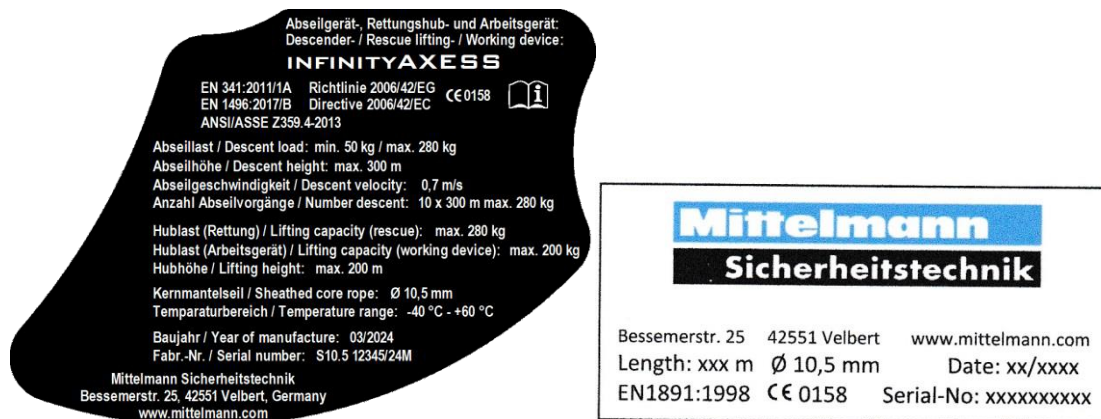 Abseilgerät-, Rettungshub- und Arbeitsgerät:
Descender- / Rescue lifting- / Working device:
INFINITYAXESS
EN 341:2011/1A Richtlinie 2006/42/EG CE 0158
EN 1496:2017/B Directive 2006/42/EC
ANSI/ASSE Z359.4-2013
Abseillast / Descent load: min. 50 kg / max. 280 kg
Abseilhöhe / Descent height: max. 300 m
Abseilgeschwindigkeit / Descent velocity: 0,7 m/s
Anzahl Abseilvorgänge / Number descent: 10 x 300 m max. 280 kg
Hublast (Rettung) / Lifting capacity (rescue): max. 280 kg
Hublast (Arbeitsgerät) / Lifting capacity (working device): max. 200 kg
Hubhöhe / Lifting height: max. 200 m
Kernmantelseil / Sheathed core rope: Ø 10,5 mm
Temparaturbereich / Temperature range: -40 °C - +60 °C
Baujahr / Year of manufacture: 03/2024
Fabr.-Nr. / Serial number: S10.5 12345/24M
Mittelmann Sicherheitstechnik
Bessemerstr. 25, 42551 Velbert, Germany
www.mittelmann.com
Mittelmann
Sicherheitstechnik
Bessemerstr. 25 42551 Velbert www.mittelmann.com
Length: xxx m Ø 10,5 mm Date: xx/xxxx
EN1891:1998 CE 0158 Serial-No: xxxxxxxxxx